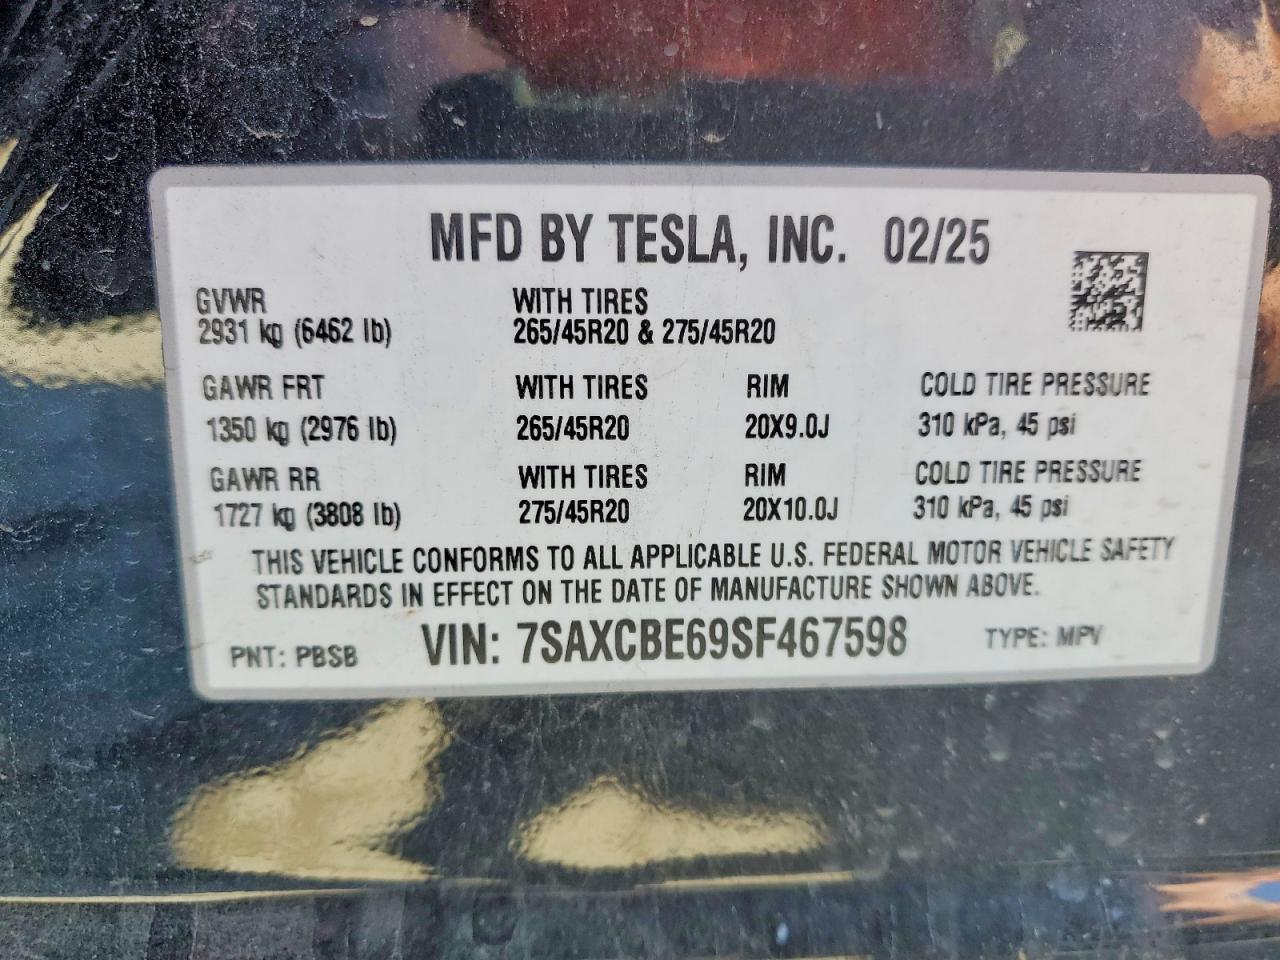 MFD BY TESLA, INC. 02/25
GVWR WITH TIRES
2931 kg (6462 lb) 265/45R20 & 275/45R20
GAWR FRT WITH TIRES RIM COLD TIRE PRESSURE
1350 kg (2976 lb) 265/45R20 20X9.0J 310 kPa, 45 psi
GAWR RR WITH TIRES RIM COLD TIRE PRESSURE
1727 kg (3808 lb) 275/45R20 20X10.0J 310 kPa, 45 psi
THIS VEHICLE CONFORMS TO ALL APPLICABLE U.S. FEDERAL MOTOR VEHICLE SAFETY
STANDARDS IN EFFECT ON THE DATE OF MANUFACTURE SHOWN ABOVE.
PNT: PBSB VIN: 7SAXCBE69SF467598 TYPE: MPV